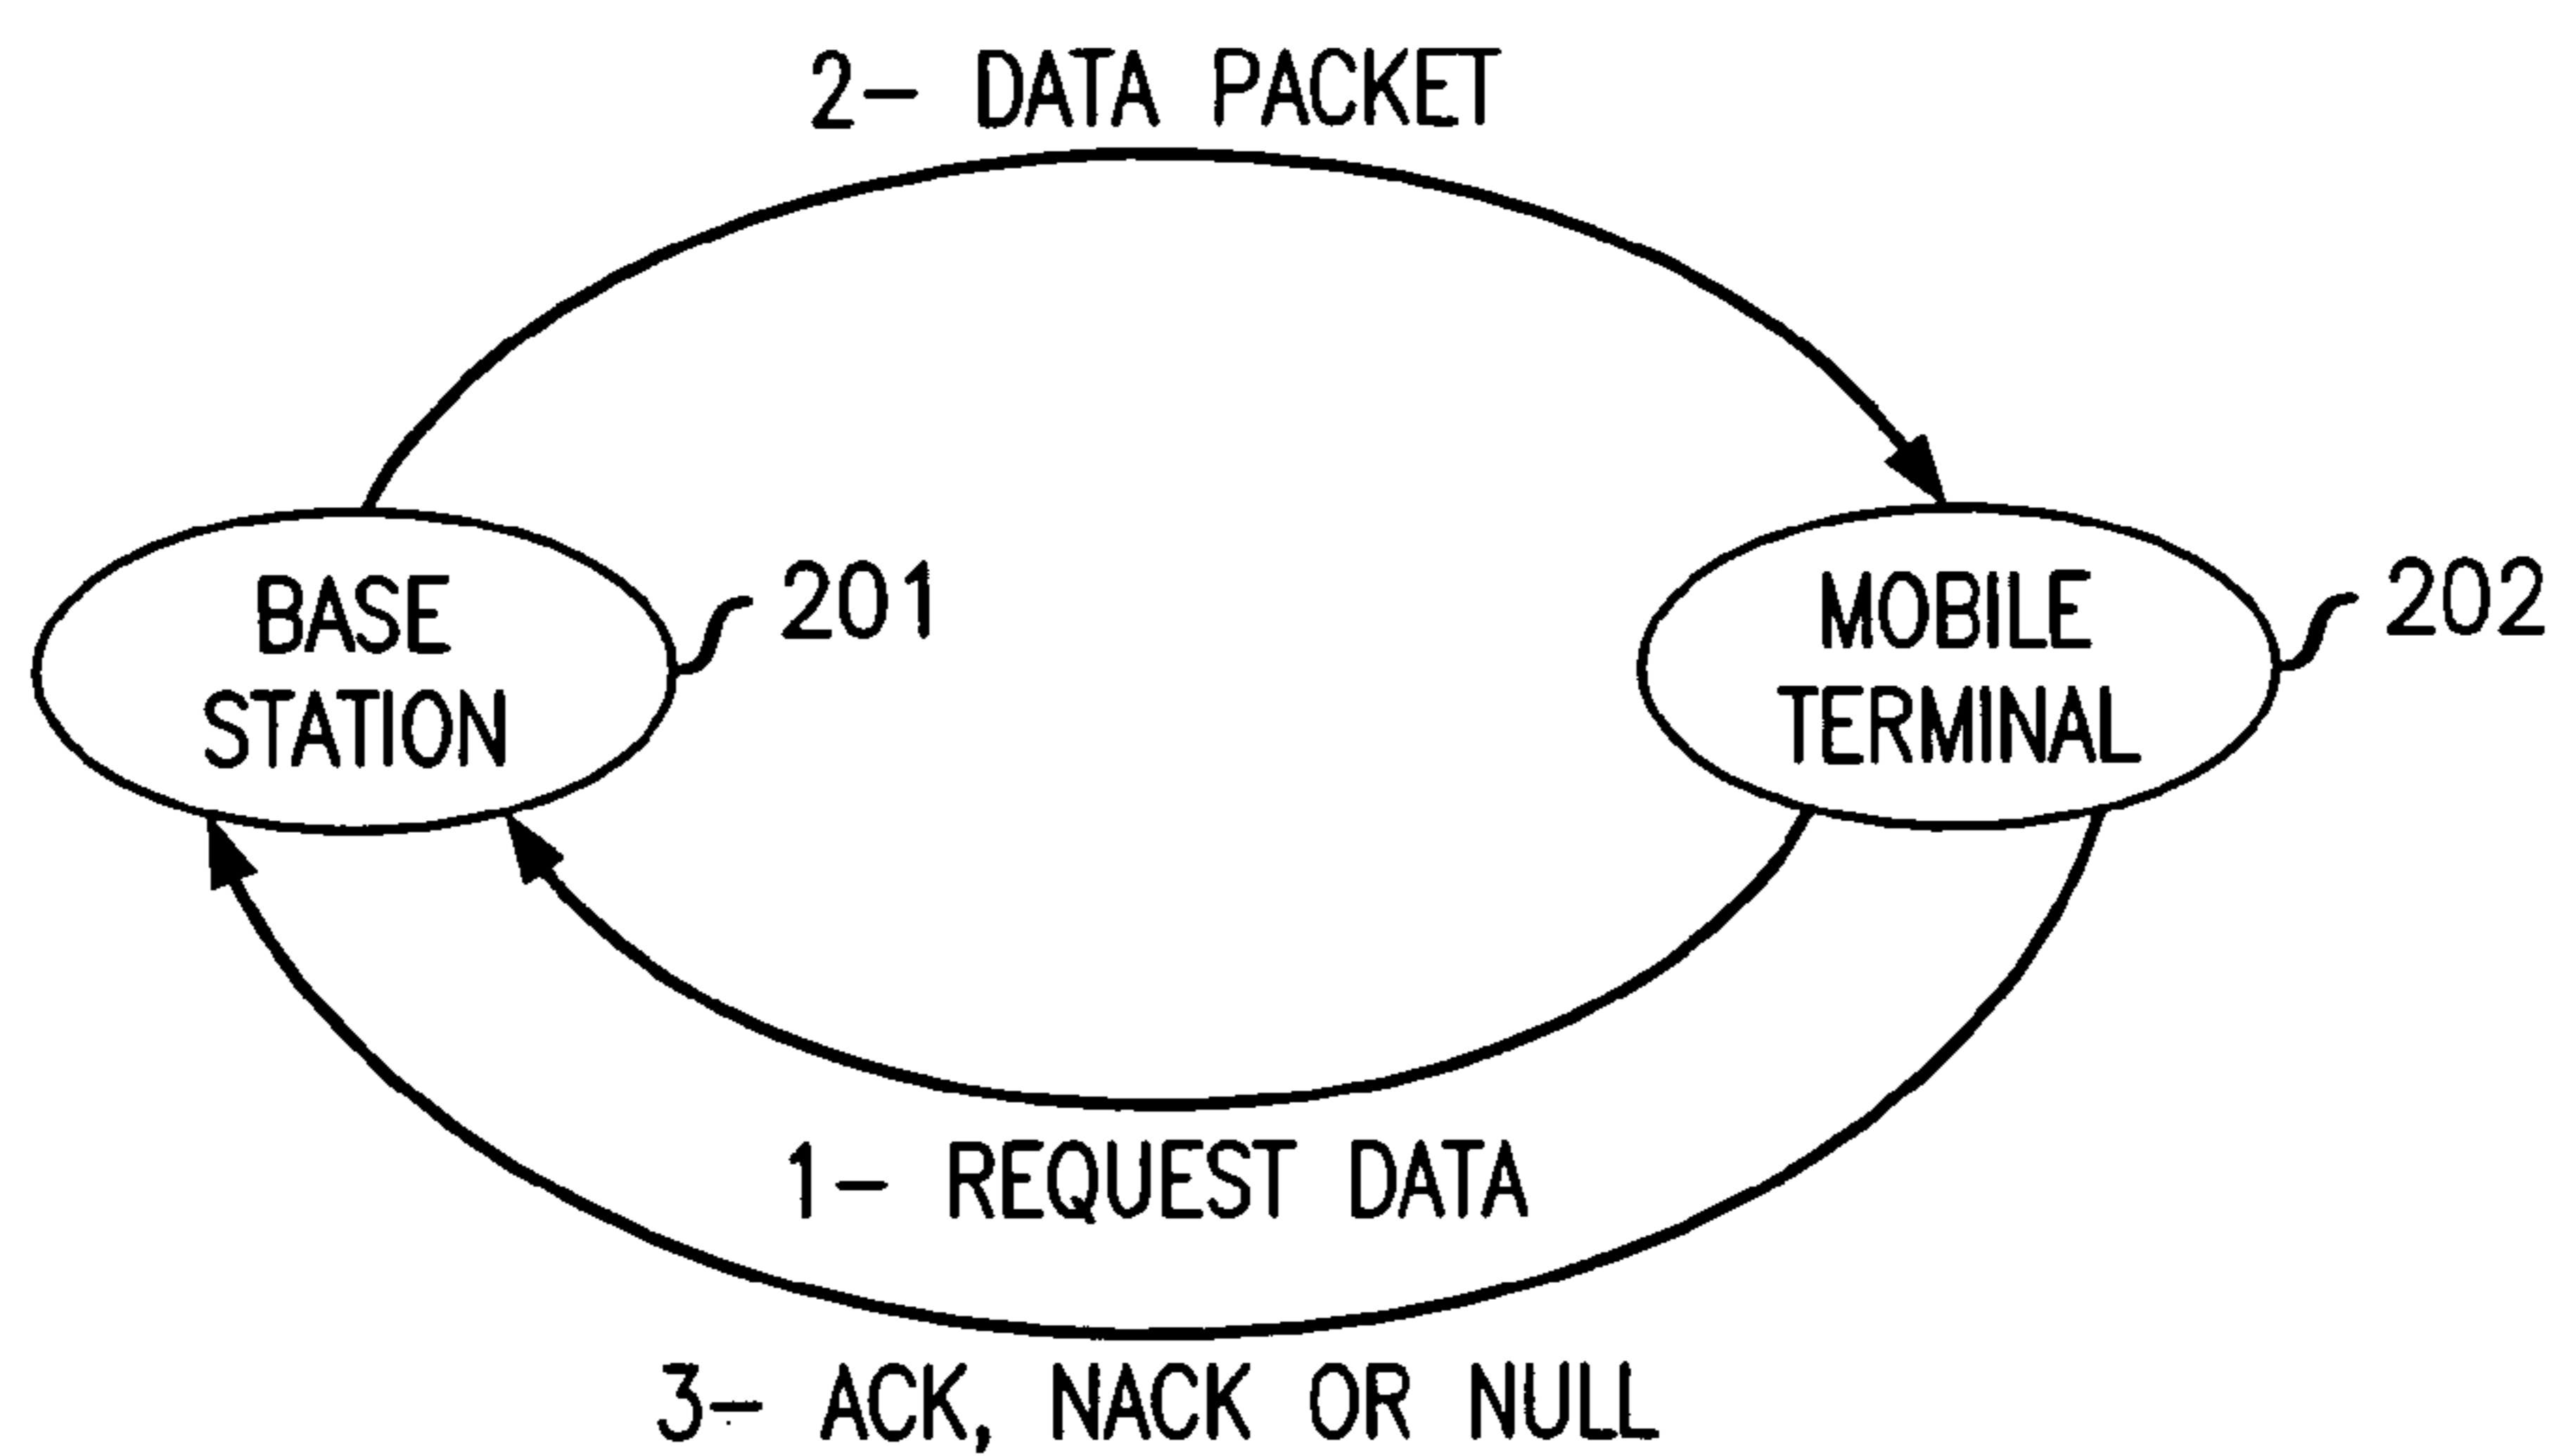 2- DATA PACKET
BASE
STATION
201
MOBILE
TERMINAL
202
1- REQUEST DATA
3- ACK, NACK OR NULL